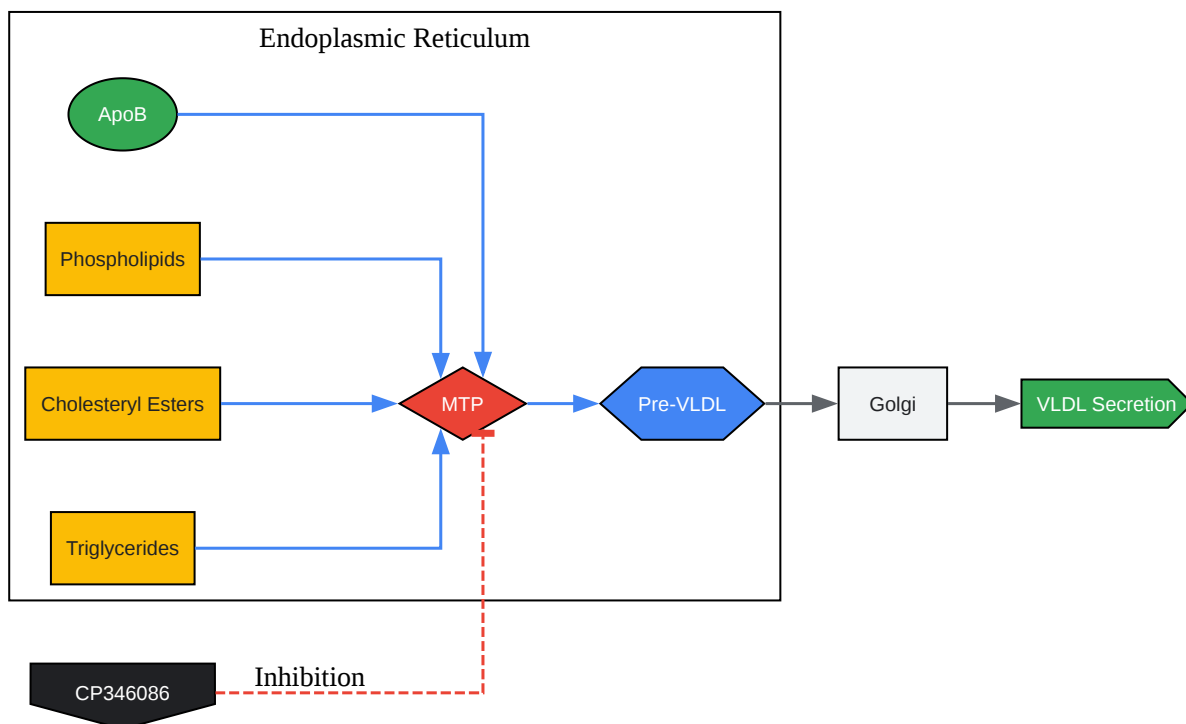 Endoplasmic Reticulum
ApoB
Phospholipids
Cholesteryl Esters
MTP
Pre-VLDL
Golgi
VLDL Secretion
Triglycerides
Inhibition
CP346086